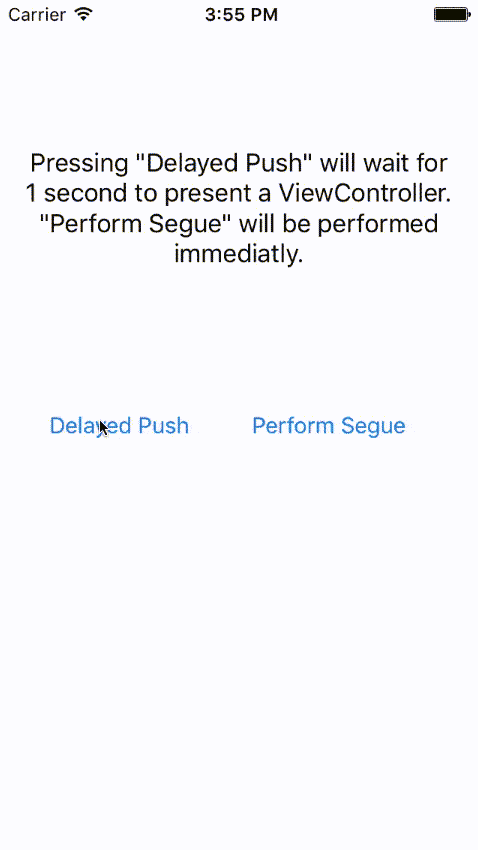 Carrier 3:55 PM
Pressing "Delayed Push" will wait for
1 second to present a ViewController.
"Perform Segue" will be performed
immediatly.
Delayed Push Perform Segue